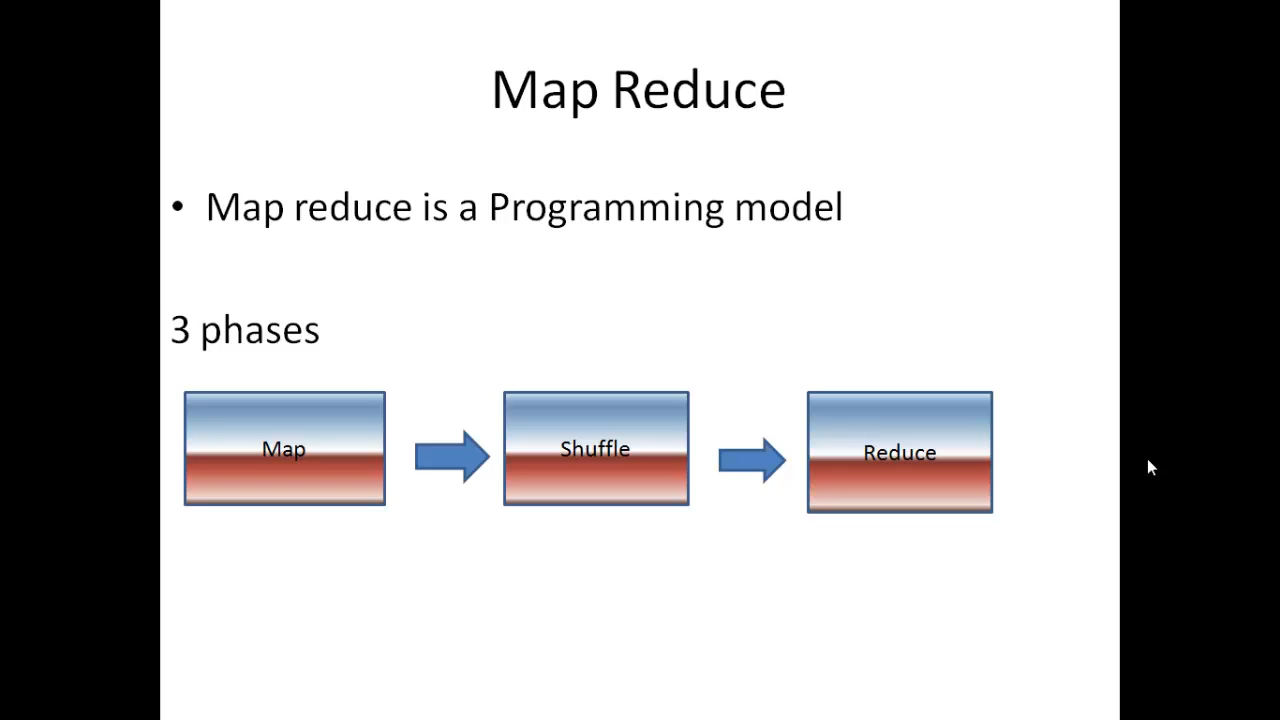 Map Reduce
• Map reduce is a Programming model
3 phases
Map
Shuffle
Reduce